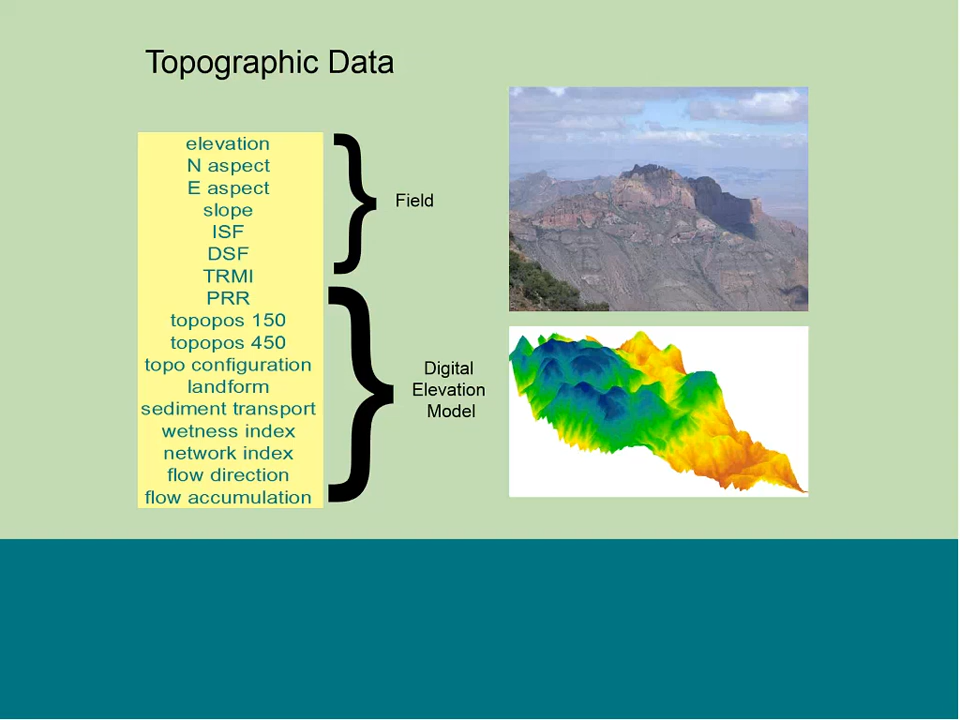 Topographic Data
elevation
N aspect
E aspect
slope
ISF
DSF
TRMI
PRR
topopos 150
topopos 450
topo configuration
landform
sediment transport
wetness index
network index
flow direction
flow accumulation
Field
Digital
Elevation
Model